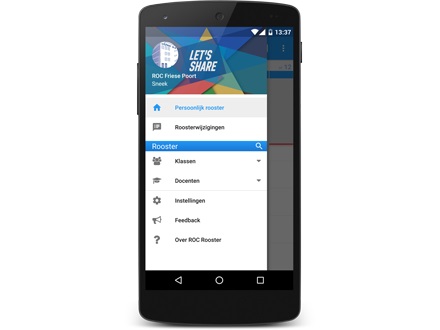 13:37
LET'S
SHARE
ROC Friese Poort
Sneek
Persoonlijk rooster
Roosterwijzigingen
Rooster
Klassen
Docenten
Instellingen
Feedback
Over ROC Rooster